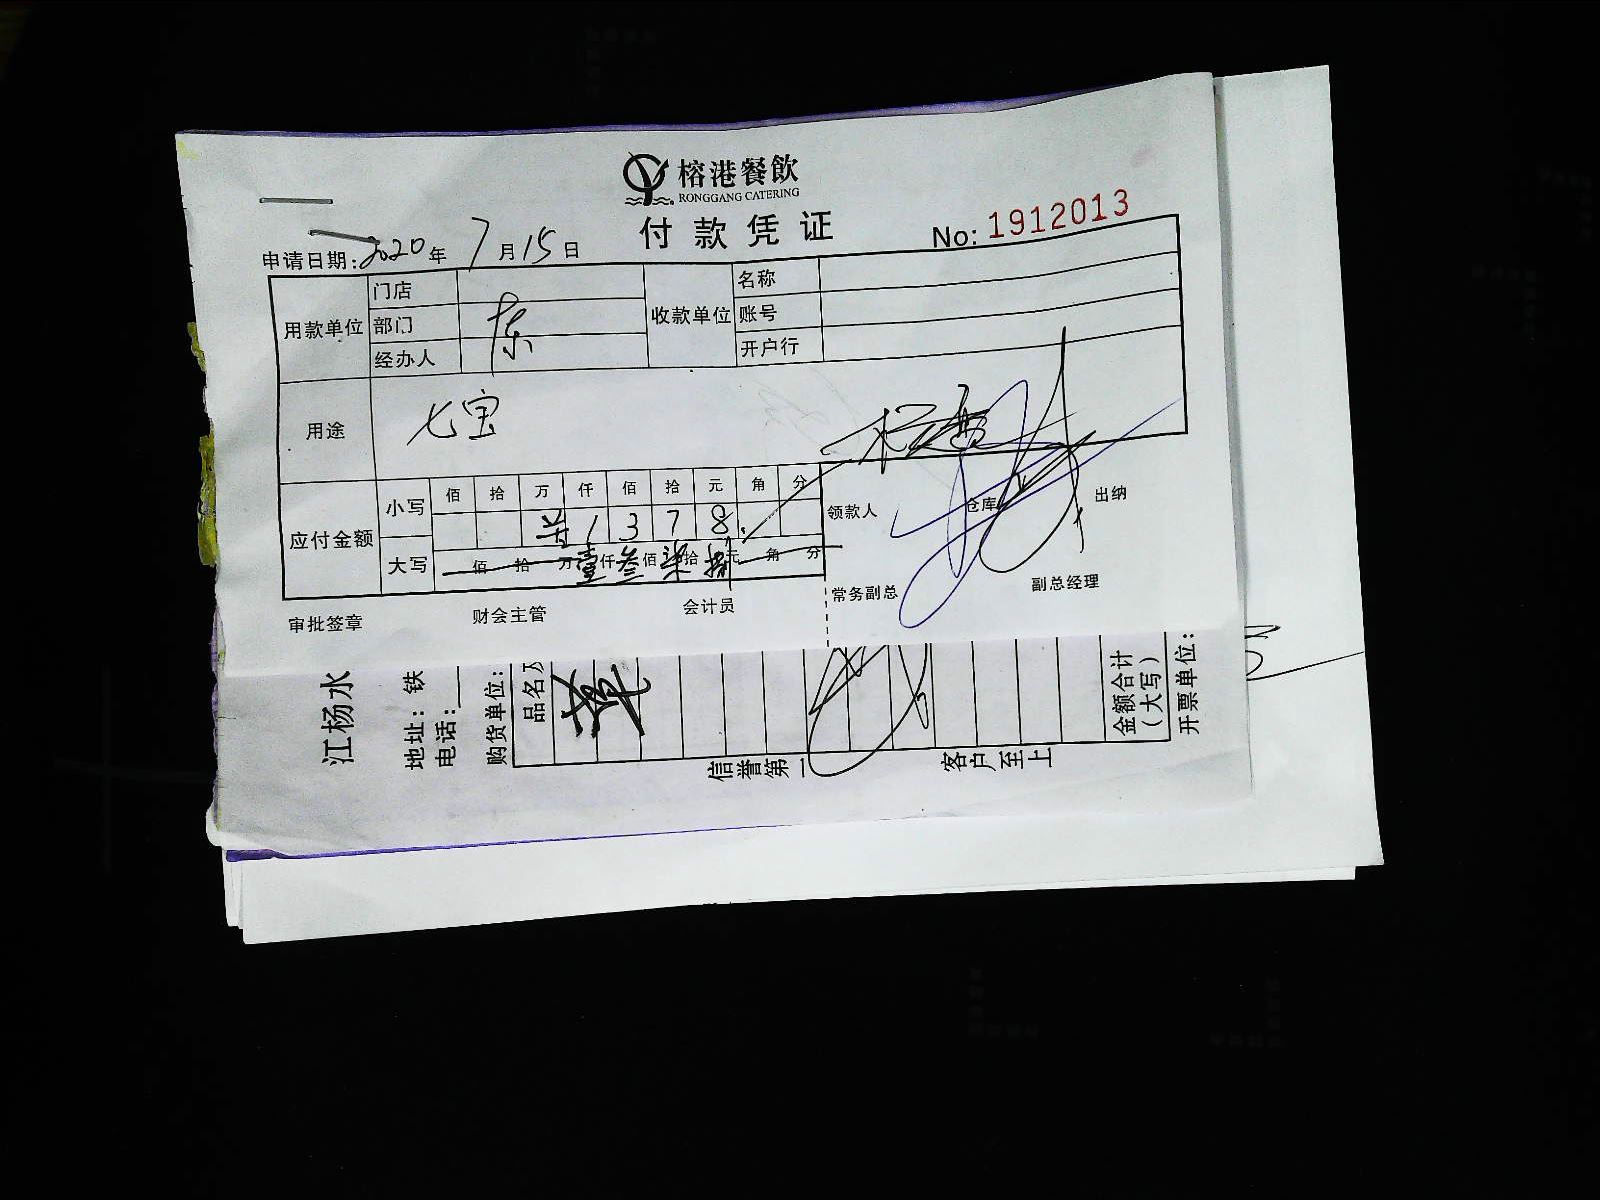 榕港餐飲
RONGGANG CATERING
付款凭证
No: 1912013
申请日期: 2020 年 7 月 15 日
用款单位 门店 收款单位 名称
部门 账号
经办人 开户行
用途 七宝
应付金额 小写 佰 拾 万 仟 佰 拾 元 角 分
1 3 7 8
大写 佰 拾 万 壹 仟 叁 佰 柒 拾 捌 元 角 分
领款人 仓库 出纳
常务副总 副总经理
审批签章 财会主管 会计员
江杨水
地址: 铁
电话:
购货单位:
品名及
金额合计
(大写)
开票单位:
信誉第一 客户至上